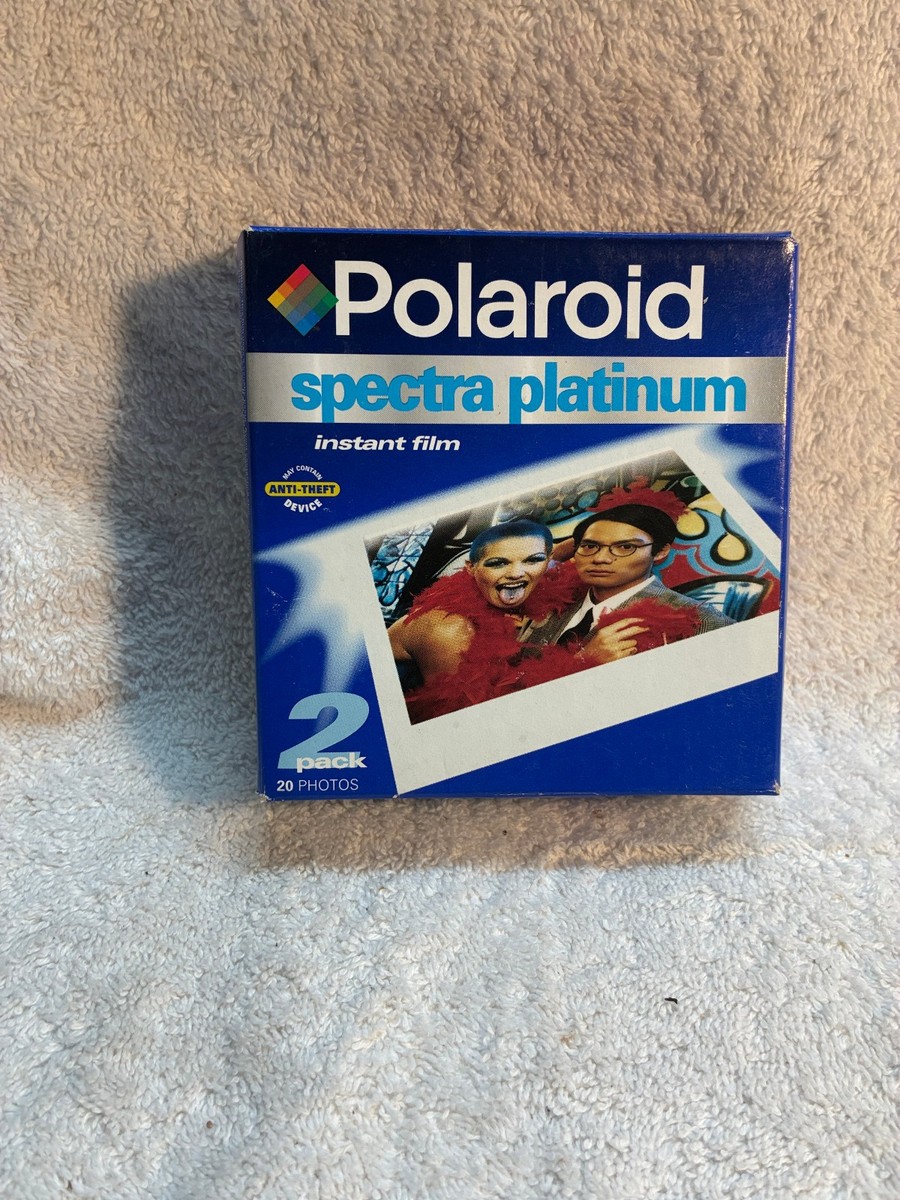 Polaroid
spectra platinum
instant film
MAY CONTAIN
ANTI-THEFT
DEVICE
2
pack
20 PHOTOS